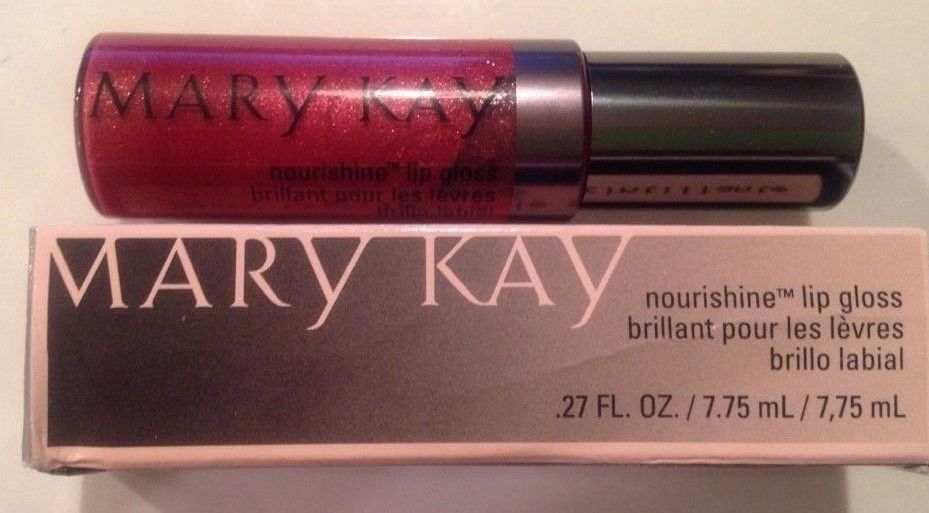 MARY KAY
nourishine™ lip gloss
brillant pour les lèvres
brillo labial
MARY KAY
nourishine™ lip gloss
brillant pour les lèvres
brillo labial
.27 FL. OZ. / 7.75 mL / 7,75 mL